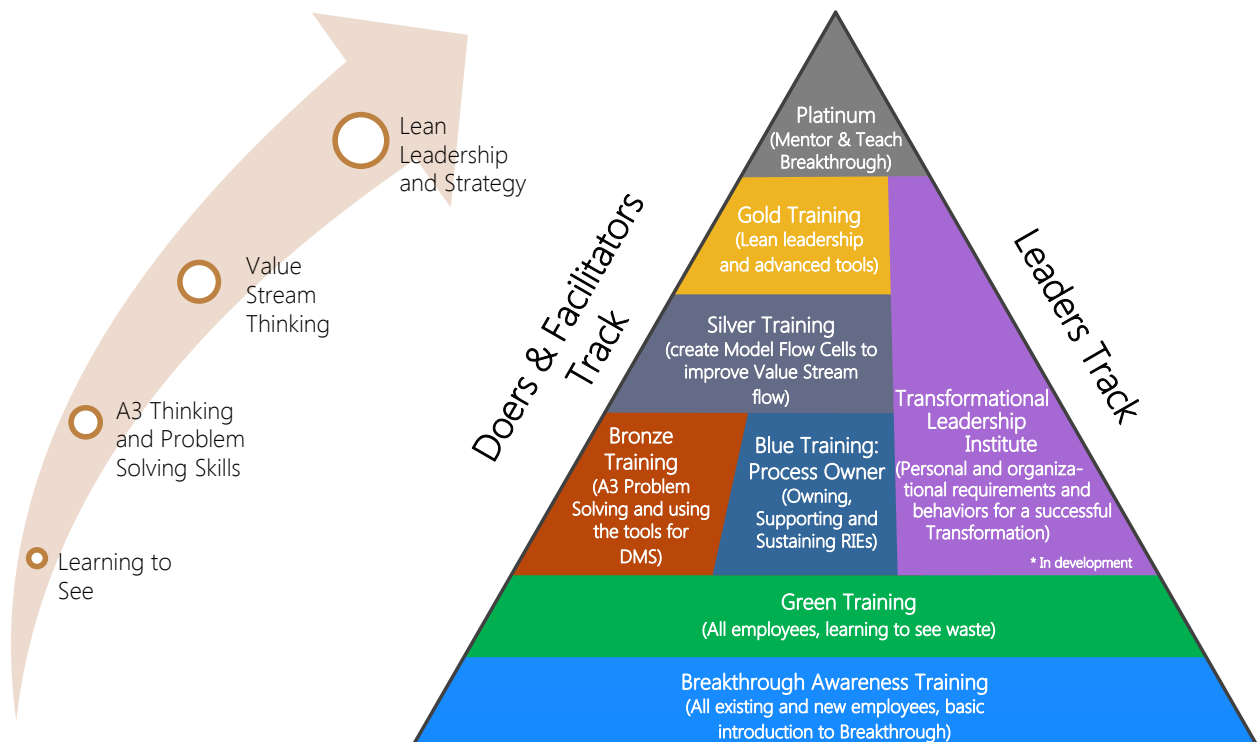 Lean
Leadership
and Strategy
Value
Stream
Thinking
A3 Thinking
and Problem
Solving Skills
Learning to
See
Doers & Facilitators
Track
Leaders Track
Platinum
(Mentor & Teach
Breakthrough)
Gold Training
(Lean leadership
and advanced tools)
Silver Training
(create Model Flow Cells to
improve Value Stream
flow)
Bronze
Training
(A3 Problem
Solving and using
the tools for
DMS)
Blue Training:
Process Owner
(Owning,
Supporting and
Sustaining RIEs)
Transformational
Leadership
Institute
(Personal and organiza-
tional requirements and
behaviors for a successful
Transformation)
* In development
Green Training
(All employees, learning to see waste)
Breakthrough Awareness Training
(All existing and new employees, basic
introduction to Breakthrough)